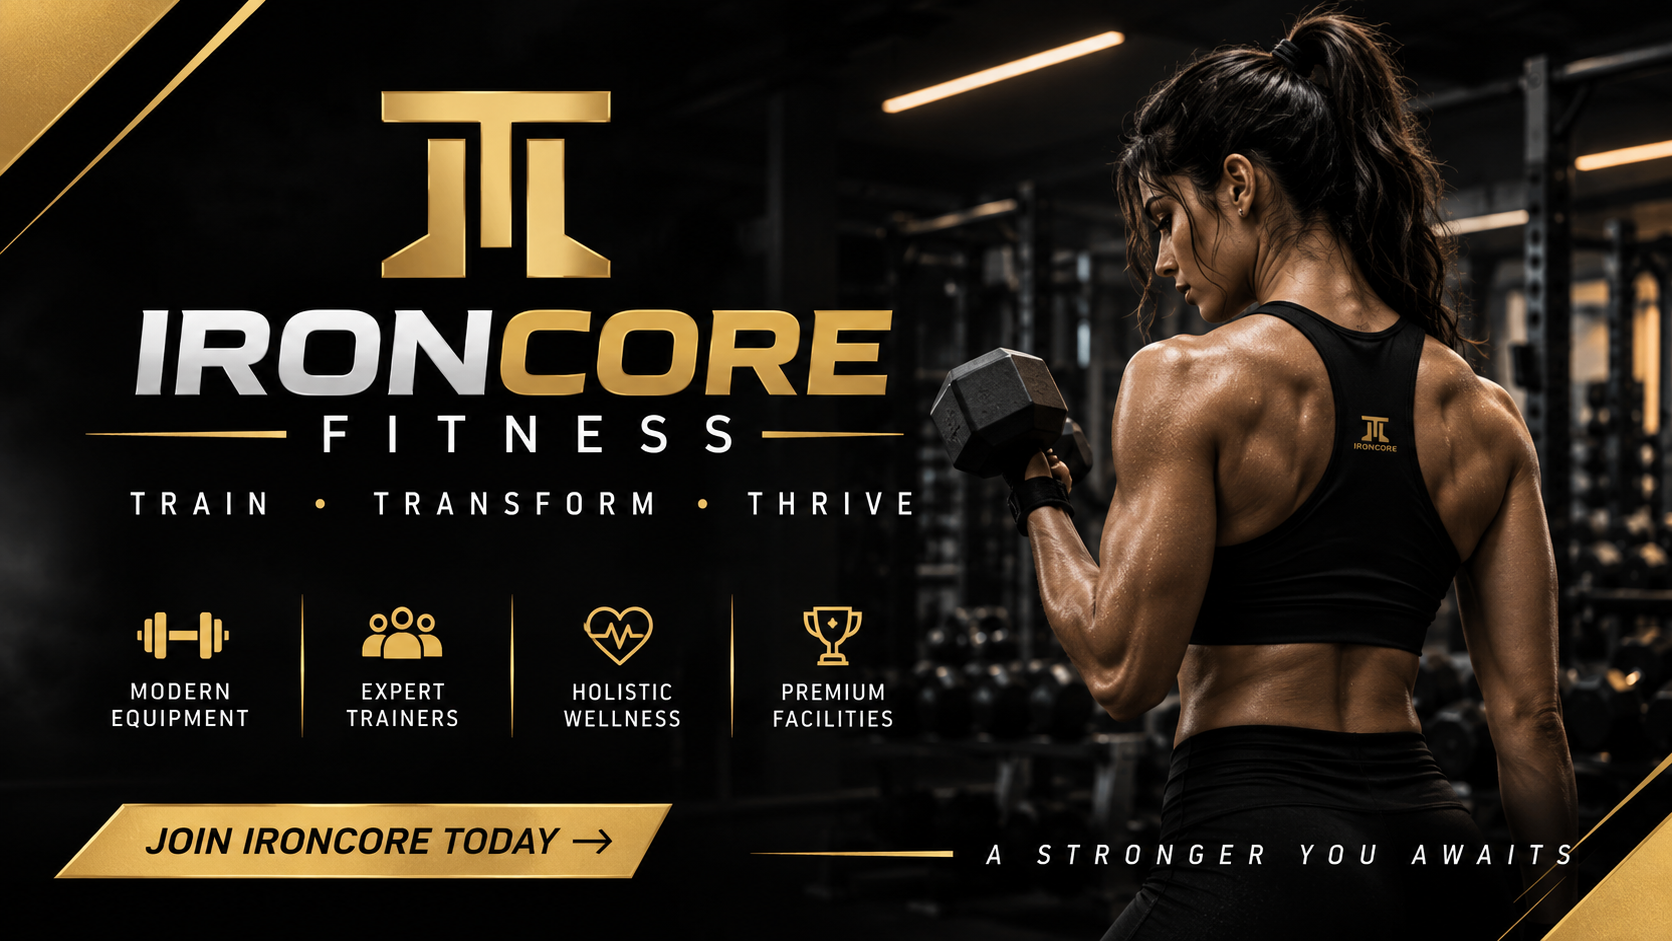 IRONCORE
FITNESS
TRAIN • TRANSFORM • THRIVE
MODERN
EQUIPMENT
EXPERT
TRAINERS
HOLISTIC
WELLNESS
PREMIUM
FACILITIES
JOIN IRONCORE TODAY →
A STRONGER YOU AWAITS
IRONCORE